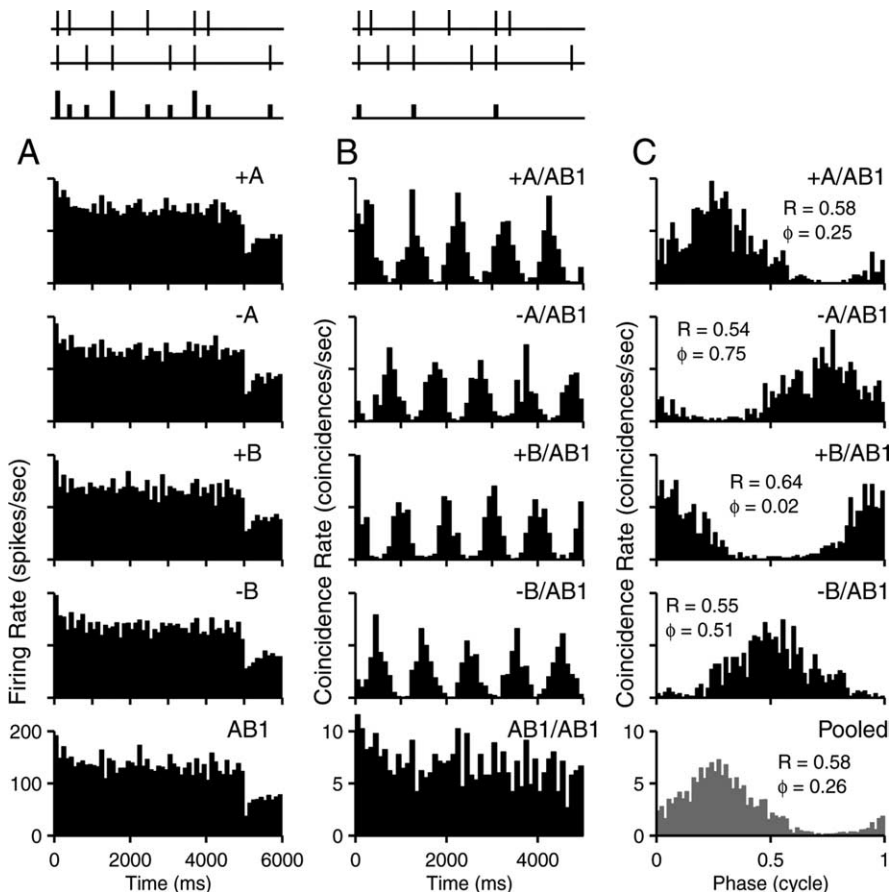 A
+A
-A
+B
-B
AB1
Firing Rate (spikes/sec)
200
100
0
0 2000 4000 6000
Time (ms)
B
+A/AB1
-A/AB1
+B/AB1
-B/AB1
AB1/AB1
Coincidence Rate (coincidences/sec)
10
5
0
0 2000 4000
Time (ms)
C
+A/AB1
R = 0.58
ϕ = 0.25
-A/AB1
R = 0.54
ϕ = 0.75
+B/AB1
R = 0.64
ϕ = 0.02
-B/AB1
R = 0.55
ϕ = 0.51
Pooled
R = 0.58
ϕ = 0.26
Coincidence Rate (coincidences/sec)
10
5
0
0 0.5 1
Phase (cycle)